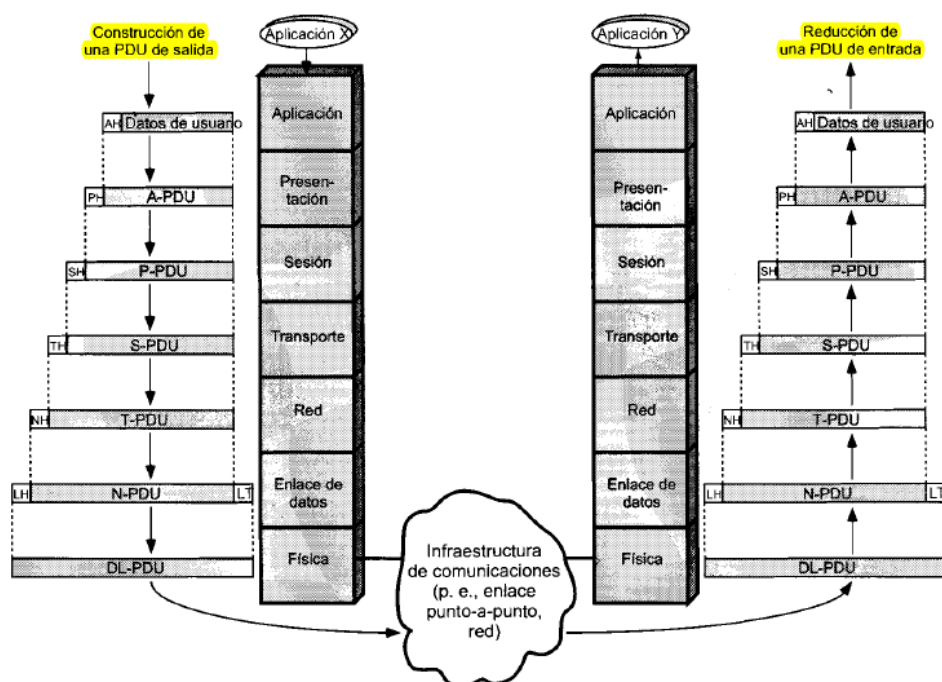 Construcción de
una PDU de salida
Aplicación X
Aplicación Y
Reducción de
una PDU de entrada
AH Datos de usuario
Aplicación
Aplicación
AH Datos de usuario
PH A-PDU
Presen-
tación
Presen-
tación
PH A-PDU
SH P-PDU
Sesión
Sesión
SH P-PDU
TH S-PDU
Transporte
Transporte
TH S-PDU
NH T-PDU
Red
Red
NH T-PDU
LH N-PDU LT
Enlace de
datos
Enlace de
datos
LH N-PDU LT
DL-PDU
Física
Infraestructura
de comunicaciones
(p. e., enlace
punto-a-punto,
red)
Física
DL-PDU